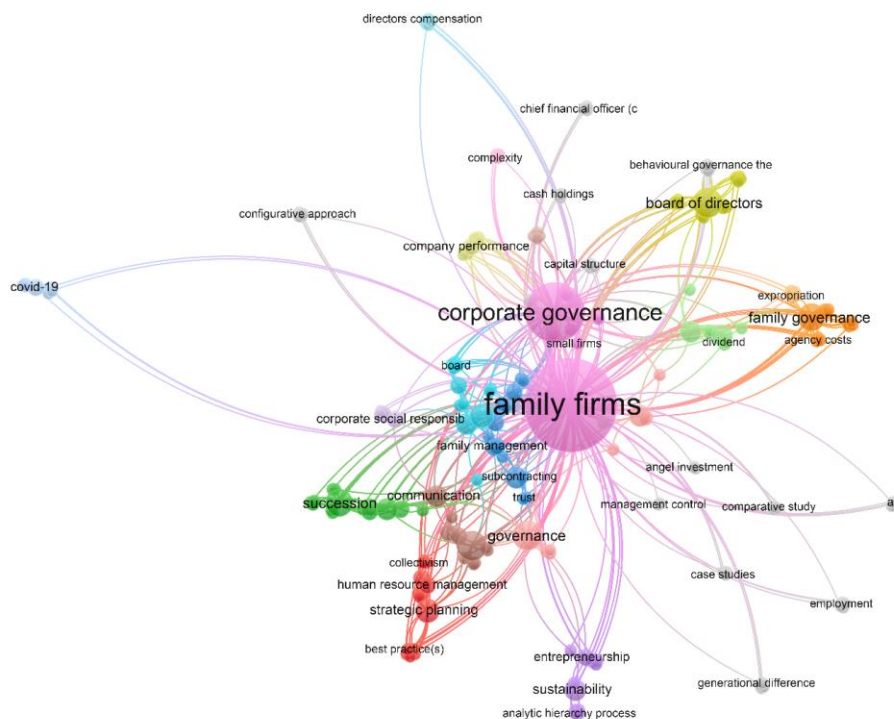 directors compensation
chief financial officer (c
complexity
behavioural governance the
cash holdings
board of directors
configurative approach
company performance
capital structure
covid-19
expropriation
corporate governance
family governance
small firms
dividend
agency costs
board
family firms
corporate social responsib
family management
angel investment
subcontracting
communication
succession
trust
management control
comparative study
a
governance
collectivism
case studies
human resource management
strategic planning
employment
best practice(s)
entrepreneurship
generational difference
sustainability
analytic hierarchy process